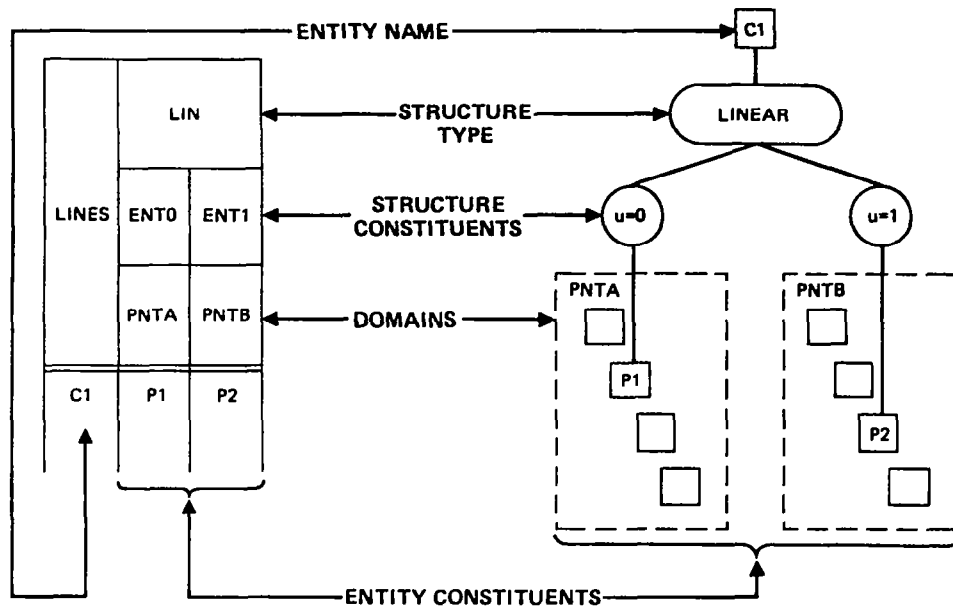 ENTITY NAME
C1
LIN
STRUCTURE
TYPE
LINEAR
LINES
ENT0
ENT1
STRUCTURE
CONSTITUENTS
u=0
u=1
PNTA
PNTB
DOMAINS
PNTA
PNTB
P1
P2
C1
P1
P2
ENTITY CONSTITUENTS